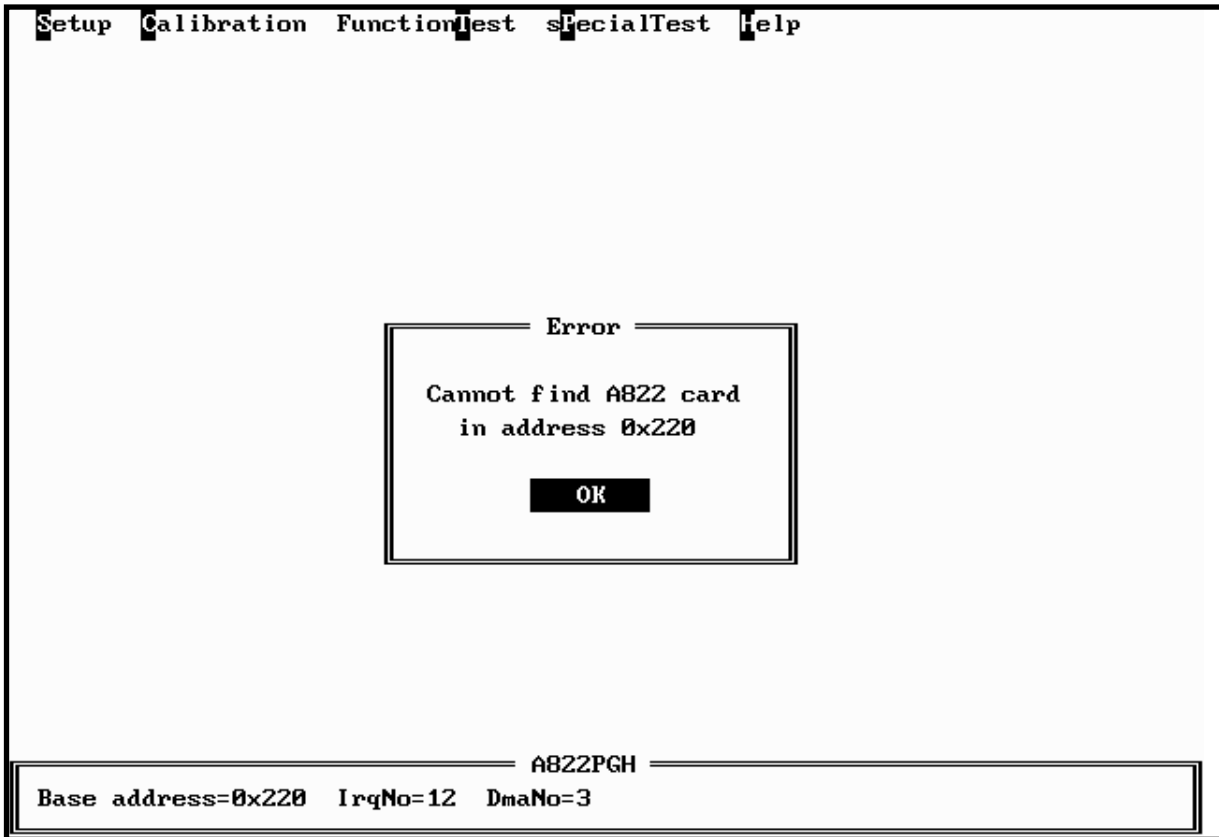 Setup Calibration FunctionTest sPecialTest Help
Error
Cannot find A822 card
in address 0x220
OK
A822PGH
Base address=0x220 IrqNo=12 DmaNo=3